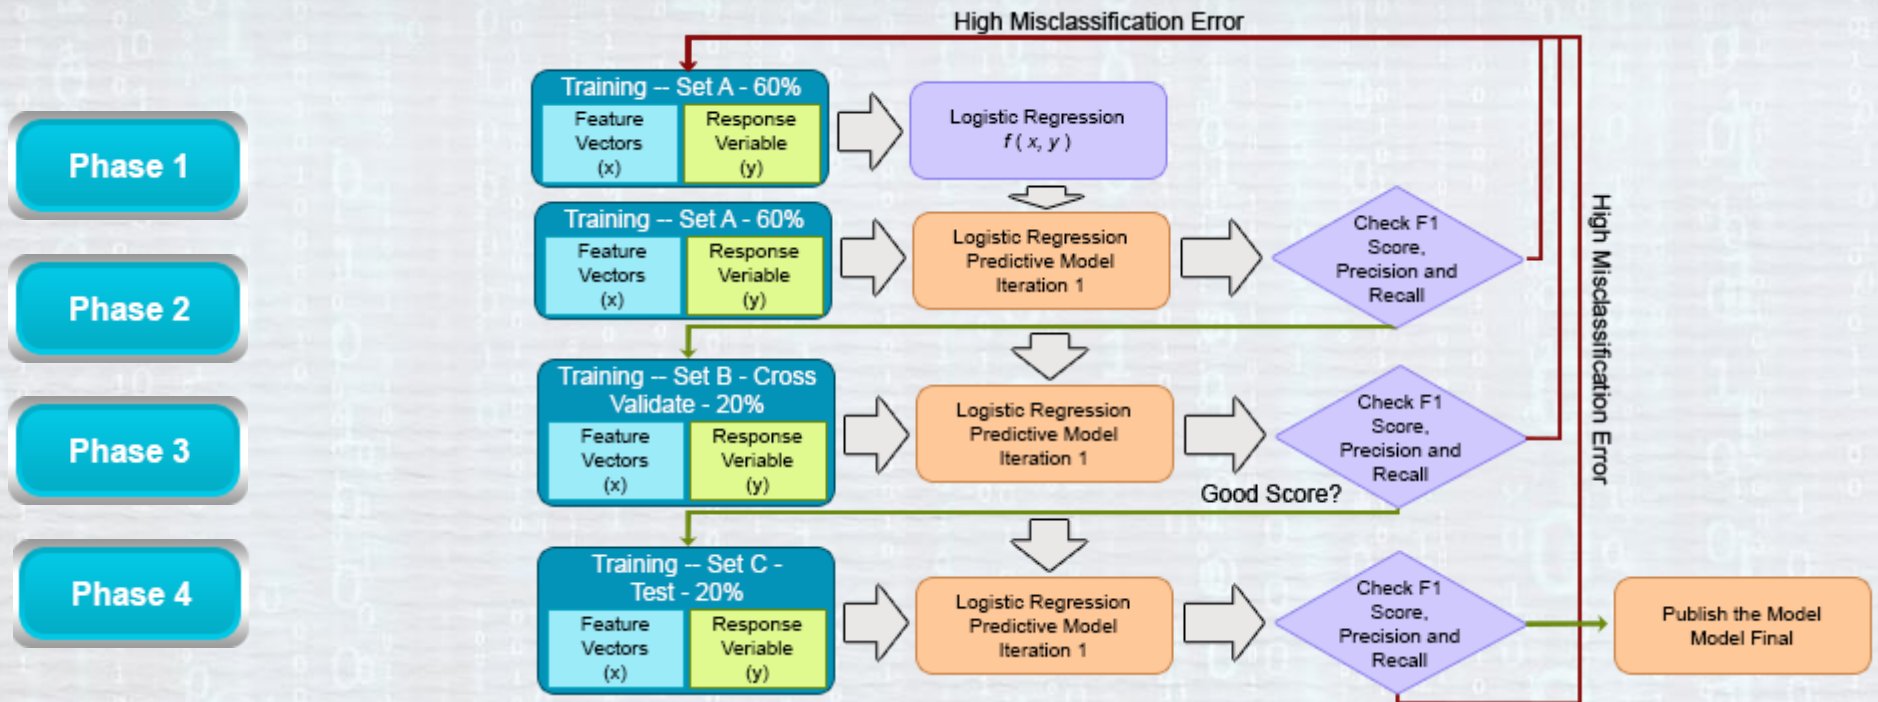 High Misclassification Error
Phase 1
Training -- Set A - 60%
Feature
Vectors
(x)
Response
Veriable
(y)
Logistic Regression
f ( x, y )
Phase 2
Training -- Set A - 60%
Feature
Vectors
(x)
Response
Veriable
(y)
Logistic Regression
Predictive Model
Iteration 1
Check F1
Score,
Precision and
Recall
High Misclassification Error
Phase 3
Training -- Set B - Cross
Validate - 20%
Feature
Vectors
(x)
Response
Veriable
(y)
Logistic Regression
Predictive Model
Iteration 1
Check F1
Score,
Precision and
Recall
Good Score?
Phase 4
Training -- Set C -
Test - 20%
Feature
Vectors
(x)
Response
Veriable
(y)
Logistic Regression
Predictive Model
Iteration 1
Check F1
Score,
Precision and
Recall
Publish the Model
Model Final